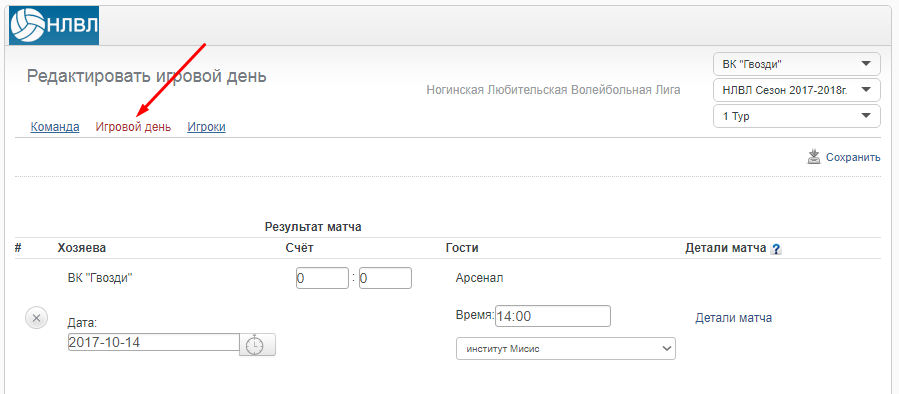 НЛВЛ
Редактировать игровой день
ВК "Гвозди"
Ногинская Любительская Волейбольная Лига
НЛВЛ Сезон 2017-2018г.
1 Тур
Команда Игровой день Игроки
Сохранить
Результат матча
# Хозяева Счёт Гости Детали матча ?
ВК "Гвозди" 0 : 0 Арсенал
Дата: Время: 14:00 Детали матча
2017-10-14
институт Мисис